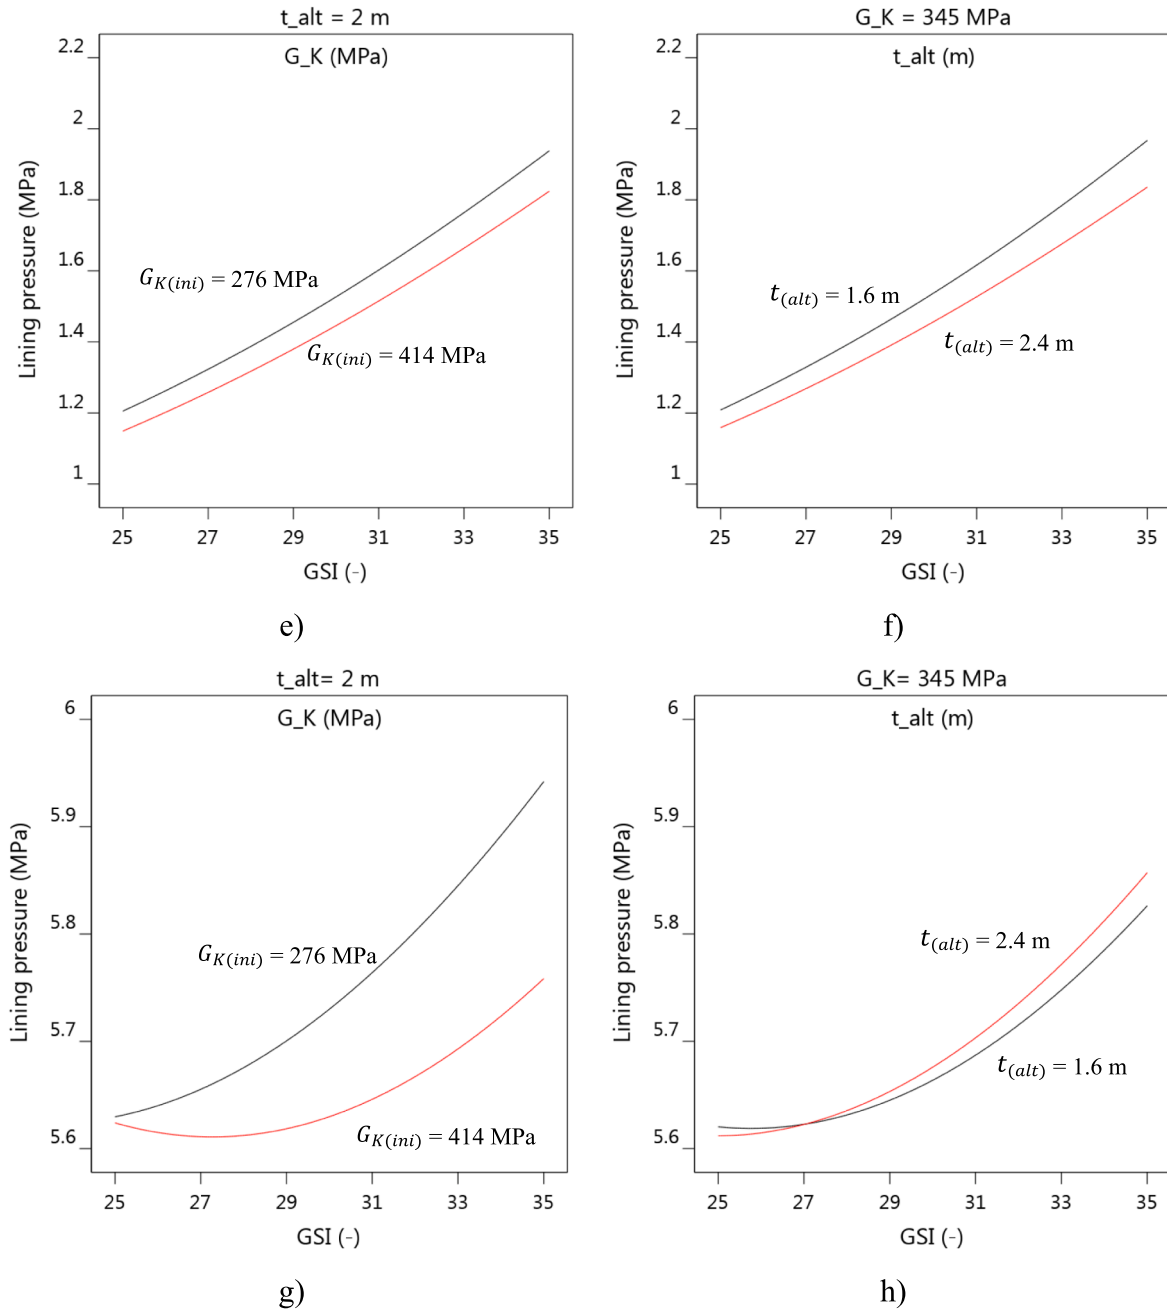 t_alt = 2 m
G_K (MPa)
2.2
2
1.8
1.6
1.4
1.2
1
Lining pressure (MPa)
G_K(ini) = 276 MPa
G_K(ini) = 414 MPa
25 27 29 31 33 35
GSI (-)
e)
G_K = 345 MPa
t_alt (m)
2.2
2
1.8
1.6
1.4
1.2
1
Lining pressure (MPa)
t_(alt) = 1.6 m
t_(alt) = 2.4 m
25 27 29 31 33 35
GSI (-)
f)
t_alt= 2 m
G_K (MPa)
6
5.9
5.8
5.7
5.6
Lining pressure (MPa)
G_K(ini) = 276 MPa
G_K(ini) = 414 MPa
25 27 29 31 33 35
GSI (-)
g)
G_K= 345 MPa
t_alt (m)
6
5.9
5.8
5.7
5.6
Lining pressure (MPa)
t_(alt) = 2.4 m
t_(alt) = 1.6 m
25 27 29 31 33 35
GSI (-)
h)